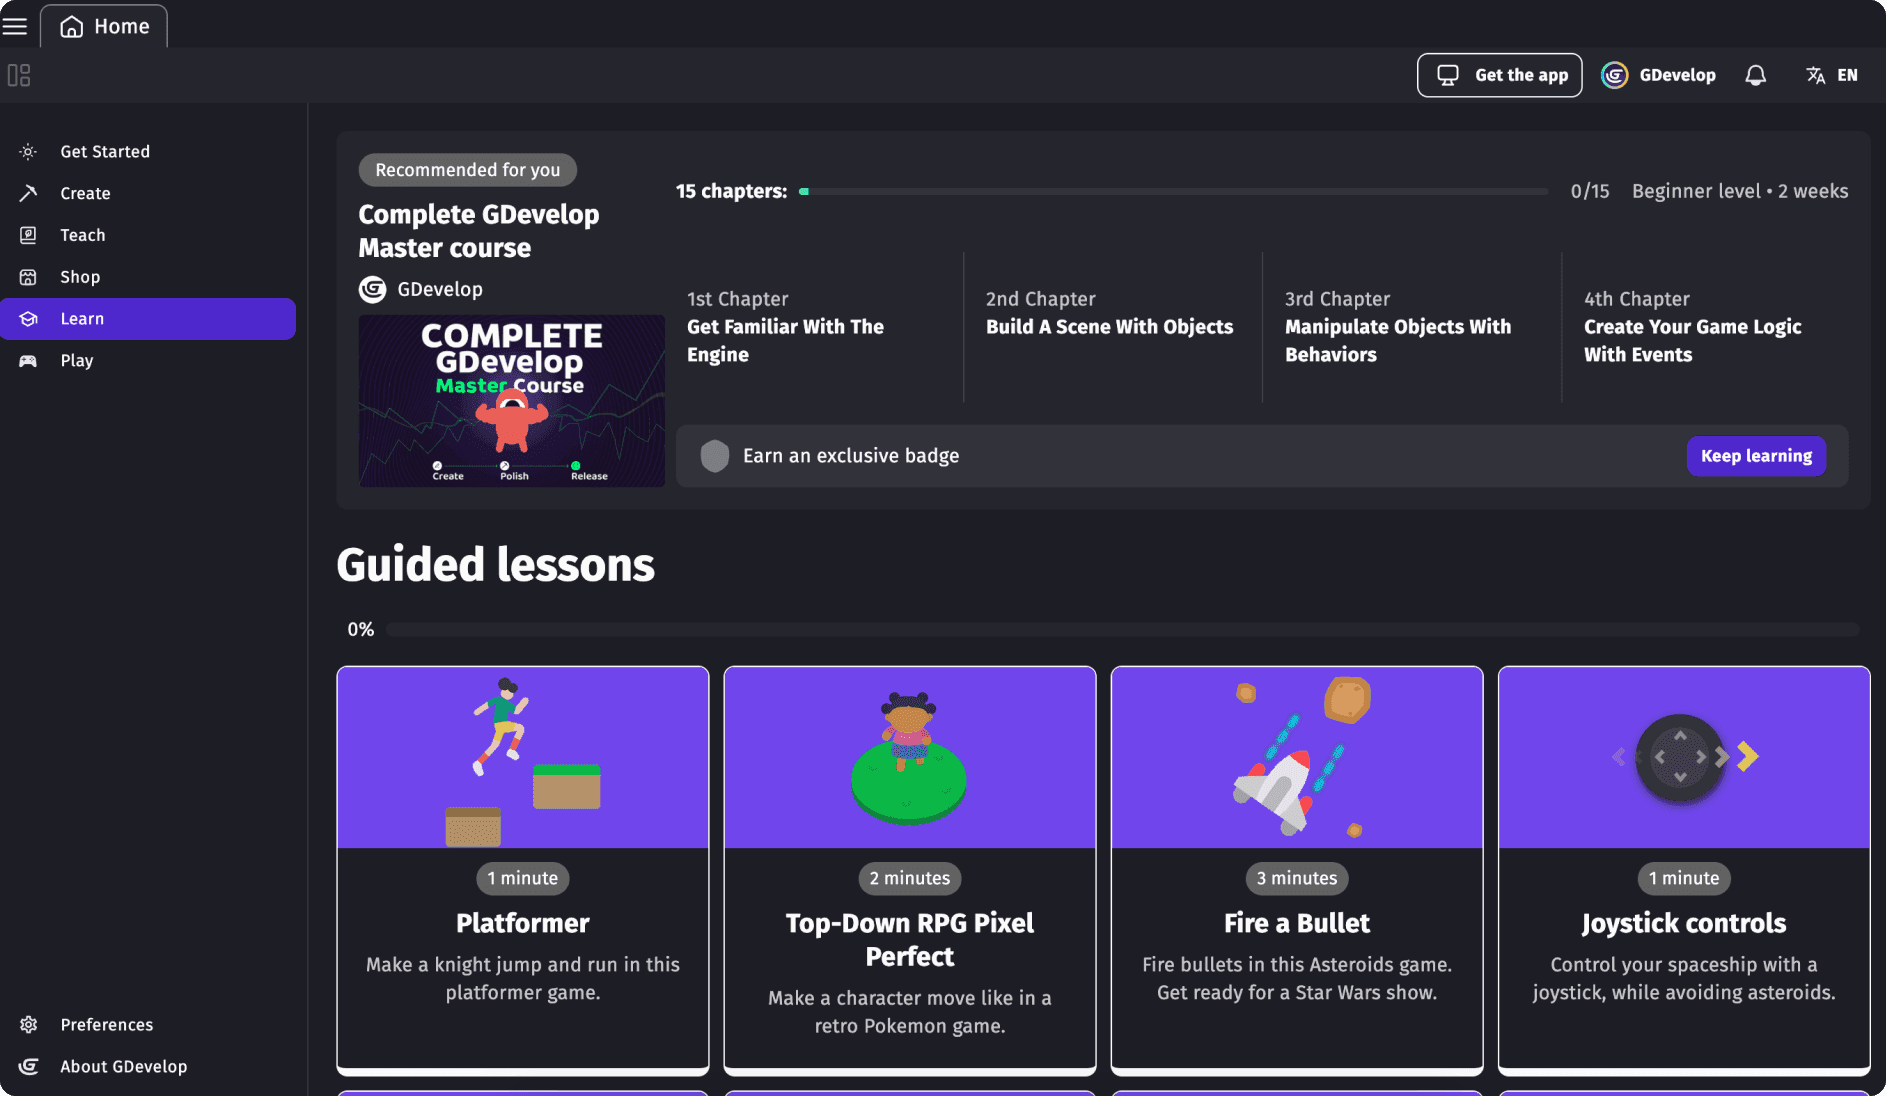 Home
Get the app
GDevelop
EN
Get Started
Create
Teach
Shop
Learn
Play
Preferences
About GDevelop
Recommended for you
Complete GDevelop
Master course
GDevelop
COMPLETE
GDevelop
Master Course
Create
Polish
Release
15 chapters:
0/15
Beginner level • 2 weeks
1st Chapter
Get Familiar With The
Engine
2nd Chapter
Build A Scene With Objects
3rd Chapter
Manipulate Objects With
Behaviors
4th Chapter
Create Your Game Logic
With Events
Earn an exclusive badge
Keep learning
Guided lessons
0%
1 minute
Platformer
Make a knight jump and run in this
platformer game.
2 minutes
Top-Down RPG Pixel
Perfect
Make a character move like in a
retro Pokemon game.
3 minutes
Fire a Bullet
Fire bullets in this Asteroids game.
Get ready for a Star Wars show.
1 minute
Joystick controls
Control your spaceship with a
joystick, while avoiding asteroids.